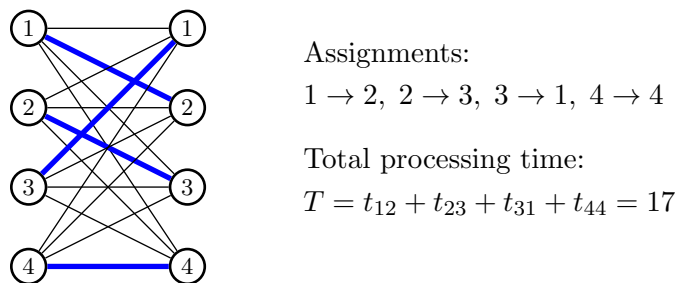 1 1
Assignments:
1 → 2, 2 → 3, 3 → 1, 4 → 4
2 2
Total processing time:
3 3
T = t₁₂ + t₂₃ + t₃₁ + t₄₄ = 17
4 4